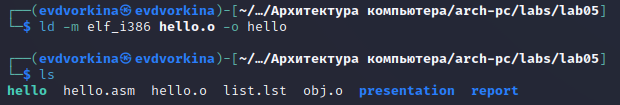 ┌──(evdvorkina㉿evdvorkina)-[~/…/Архитектура компьютера/arch-pc/labs/lab05]
└─$ ld -m elf_i386 hello.o -o hello
┌──(evdvorkina㉿evdvorkina)-[~/…/Архитектура компьютера/arch-pc/labs/lab05]
└─$ ls
hello  hello.asm  hello.o  list.lst  obj.o  presentation  report